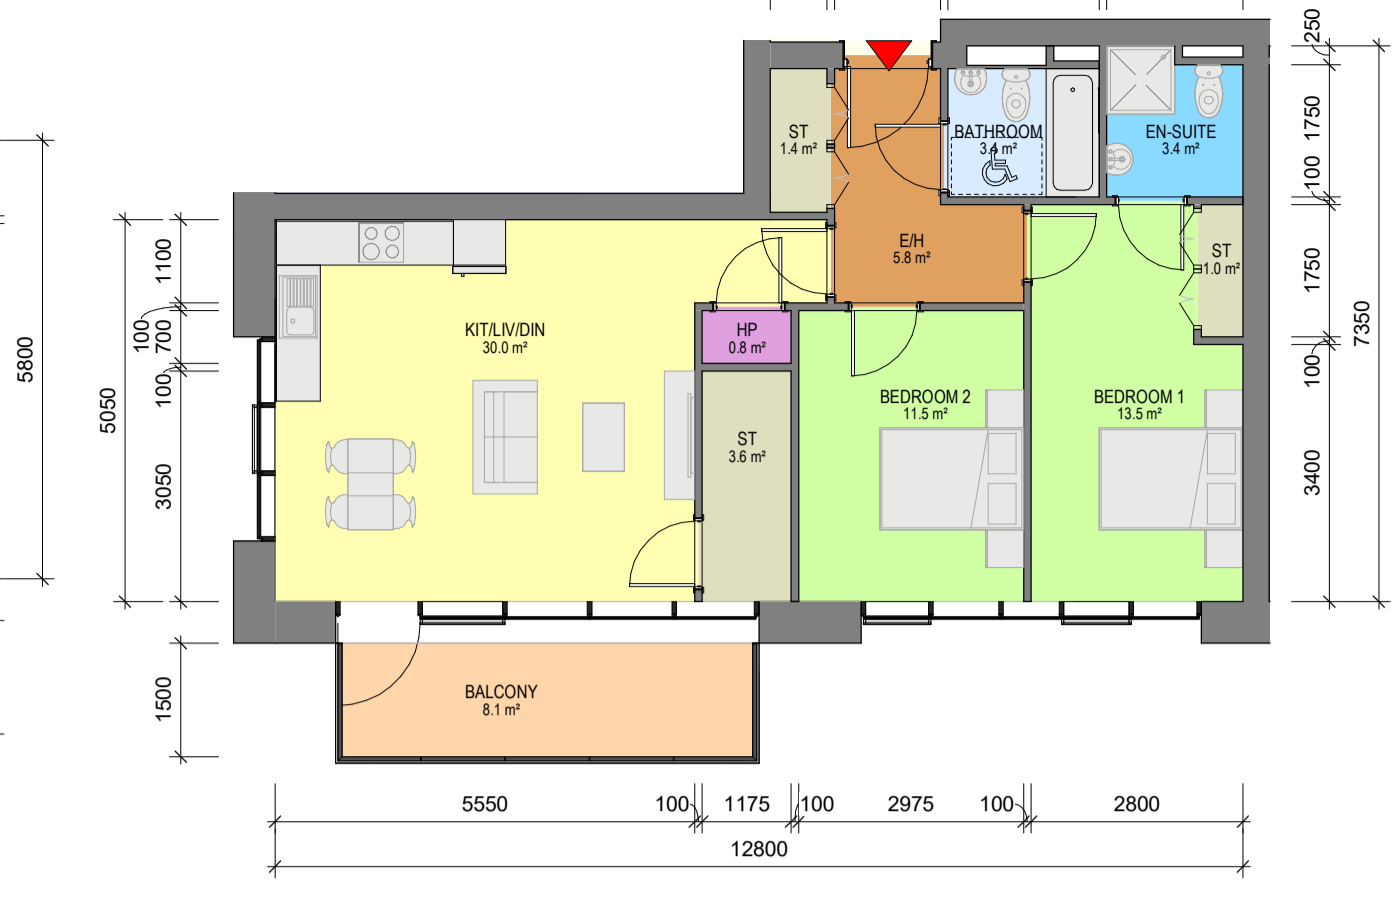 250
ST
1.4 m²
BATHROOM
3.4 m²
EN-SUITE
3.4 m²
1750
100
E/H
5.8 m²
ST
1.0 m²
1750
1100
100
700
100
5800
5050
KIT/LIV/DIN
30.0 m²
HP
0.8 m²
7350
100
BEDROOM 2
11.5 m²
BEDROOM 1
13.5 m²
ST
3.6 m²
3050
3400
BALCONY
8.1 m²
1500
5550
100
1175
100
2975
100
2800
12800